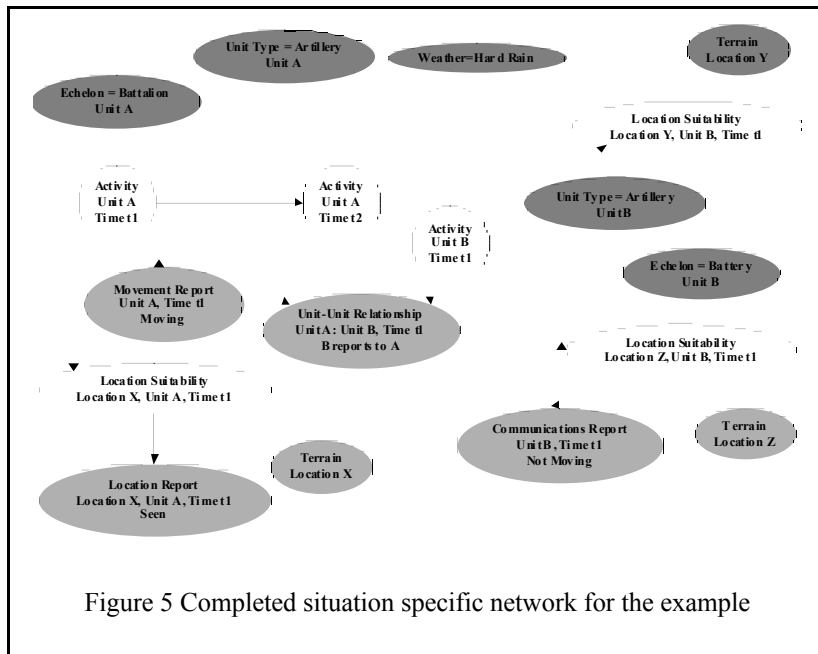 Unit Type = Artillery
Unit A
Weather=Hard Rain
Terrain
Location Y
Echelon = Battalion
Unit A
Location Suitability
Location Y, Unit B, Time t1
Activity
Unit A
Time t1
Activity
Unit A
Time t2
Unit Type = Artillery
Unit B
Activity
Unit B
Time t1
Echelon = Battery
Unit B
Movement Report
Unit A, Time t1
Moving
Unit-Unit Relationship
Unit A: Unit B, Time t1
B reports to A
Location Suitability
Location Z, Unit B, Time t1
Location Suitability
Location X, Unit A, Time t1
Communications Report
Unit B, Time t1
Not Moving
Terrain
Location Z
Terrain
Location X
Location Report
Location X, Unit A, Time t1
Seen
Figure 5 Completed situation specific network for the example